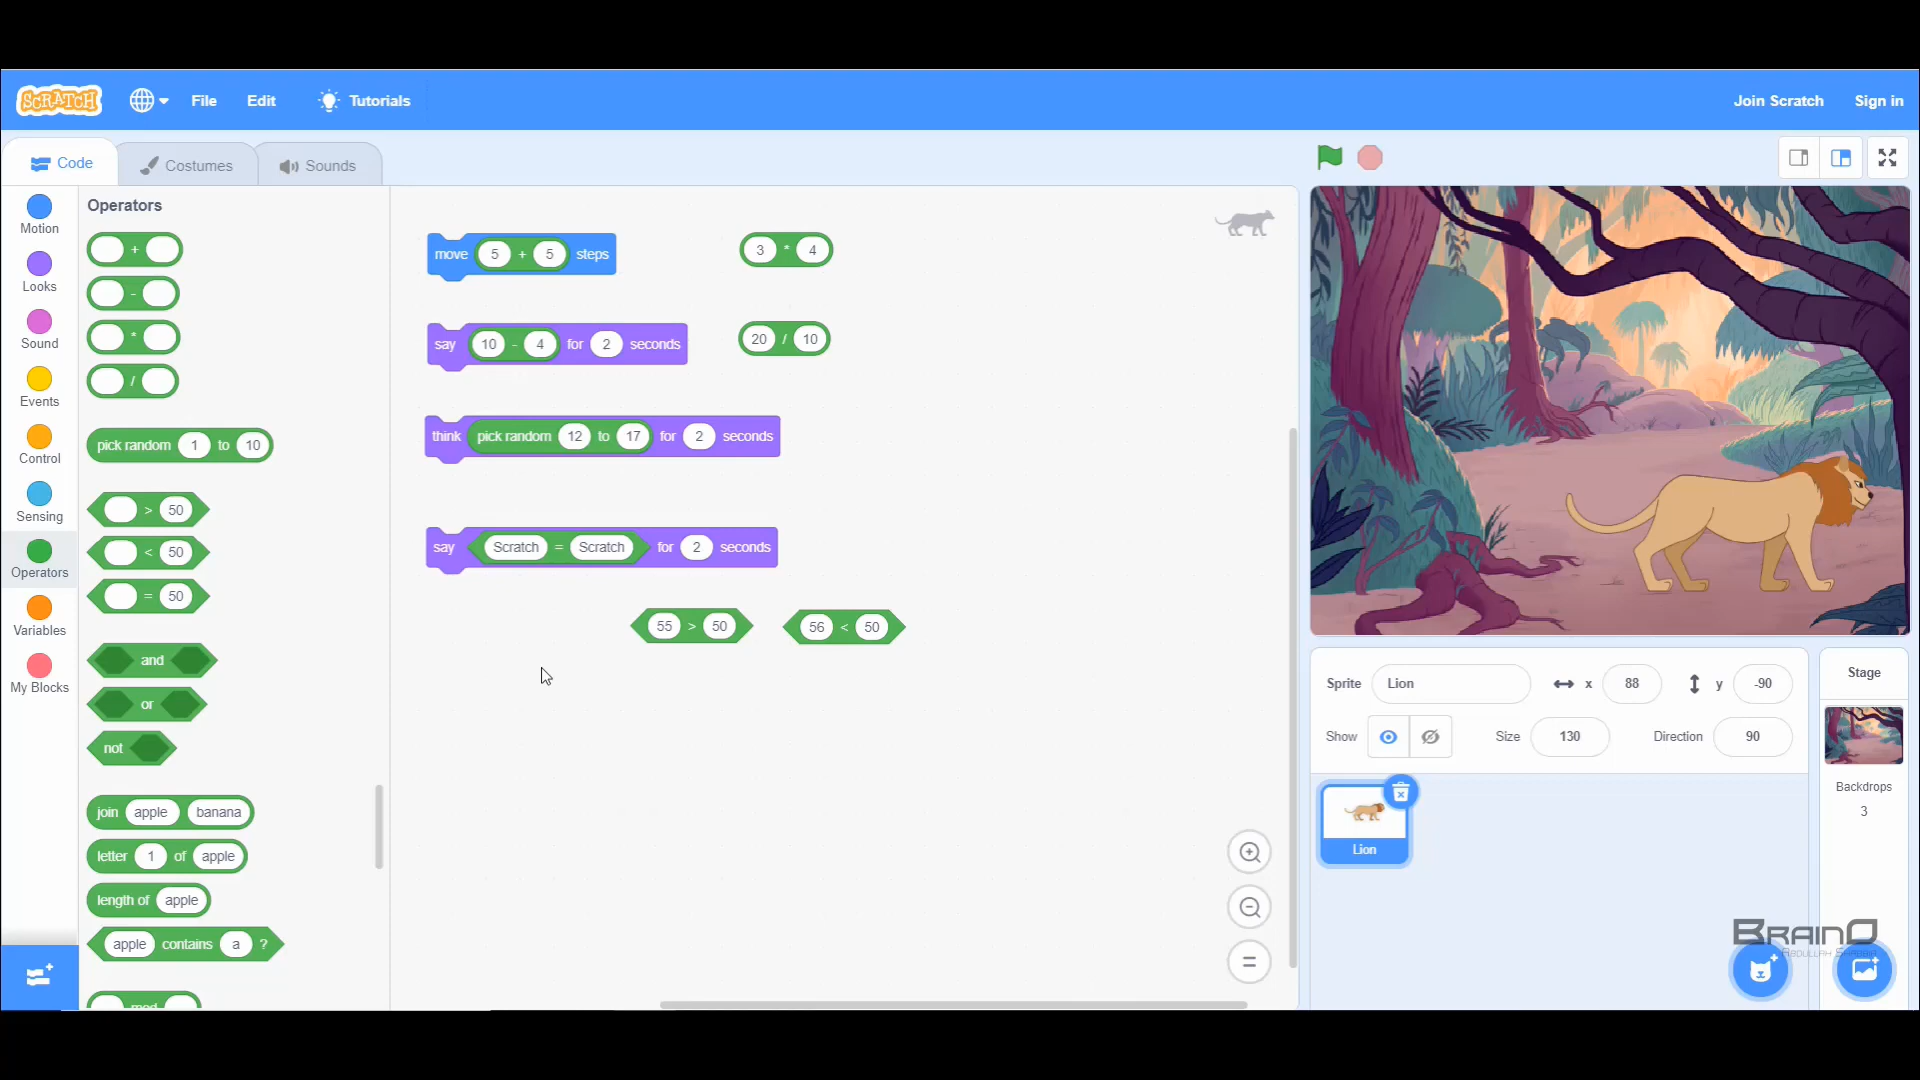 SCRATCH File Edit Tutorials Join Scratch Sign in
Code Costumes Sounds
Motion
Looks
Sound
Events
Control
Sensing
Operators
Variables
My Blocks
Operators
+
-
*
/
pick random 1 to 10
> 50
< 50
= 50
and
or
not
join apple banana
letter 1 of apple
length of apple
apple contains a ?
mod
move 5 + 5 steps
3 * 4
say 10 - 4 for 2 seconds
20 / 10
think pick random 12 to 17 for 2 seconds
say Scratch = Scratch for 2 seconds
55 > 50
56 < 50
Sprite Lion x 88 y -90
Show Size 130 Direction 90
Lion
Stage
Backdrops
3
BRAINO